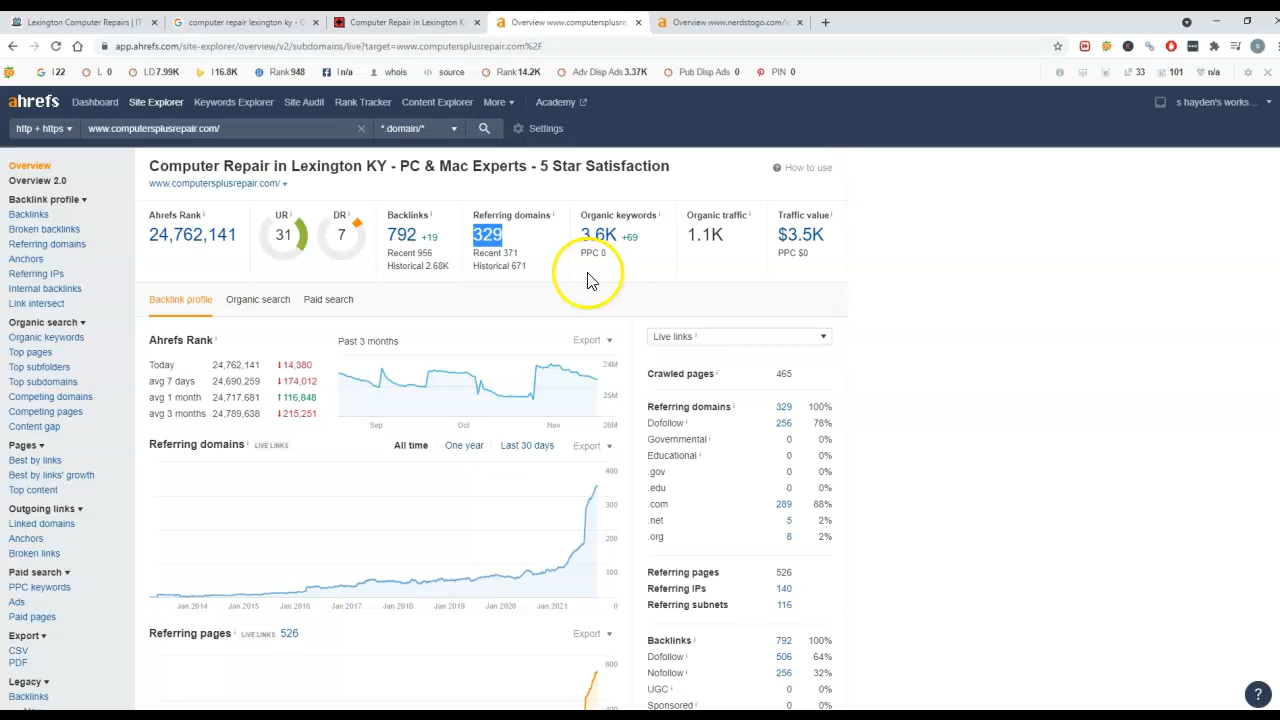 Lexington Computer Repairs | IT
computer repair lexington ky - G
Computer Repair in Lexington K
Overview www.computersplusrepa
Overview www.nerdstogo.com/le
app.ahrefs.com/site-explorer/overview/v2/subdomains/live?target=www.computersplusrepair.com%2F
I 22 L 0 LD 7.99K I 16.8K Rank 948 I n/a whois source Rank 14.2K Adv Disp Ads 3.37K Pub Disp Ads 0 PIN 0 33 101 n/a
ahrefs Dashboard Site Explorer Keywords Explorer Site Audit Rank Tracker Content Explorer More Academy s hayden's works...
http + https www.computersplusrepair.com/ *.domain/* Settings
Overview
Overview 2.0
Backlink profile
Backlinks
Broken backlinks
Referring domains
Anchors
Referring IPs
Internal backlinks
Link intersect
Organic search
Organic keywords
Top pages
Top subfolders
Top subdomains
Competing domains
Competing pages
Content gap
Pages
Best by links
Best by links' growth
Top content
Outgoing links
Linked domains
Anchors
Broken links
Paid search
PPC keywords
Ads
Paid pages
Export
CSV
PDF
Legacy
Backlinks
Computer Repair in Lexington KY - PC & Mac Experts - 5 Star Satisfaction
How to use
www.computersplusrepair.com/
Ahrefs Rank UR DR Backlinks Referring domains Organic keywords Organic traffic Traffic value
24,762,141 31 7 792 +19 329 3.6K +69 1.1K $3.5K
Recent 956 Recent 371 PPC 0 PPC $0
Historical 2.68K Historical 671
Backlink profile Organic search Paid search
Ahrefs Rank Past 3 months Export
Today 24,762,141 14,380
avg 7 days 24,690,259 174,012
avg 1 month 24,717,681 116,848
avg 3 months 24,789,638 215,251
24M
25M
26M
Sep Oct Nov
Referring domains LIVE LINKS All time One year Last 30 days Export
400
300
200
100
0
Jan 2014 Jan 2015 Jan 2016 Jan 2017 Jan 2018 Jan 2019 Jan 2020 Jan 2021
Referring pages LIVE LINKS 526 Export
600
Live links
Crawled pages 465
Referring domains 329 100%
Dofollow 256 78%
Governmental 0 0%
Educational 0 0%
.gov 0 0%
.edu 0 0%
.com 289 88%
.net 5 2%
.org 8 2%
Referring pages 526
Referring IPs 140
Referring subnets 116
Backlinks 792 100%
Dofollow 506 64%
Nofollow 256 32%
UGC 0 0%
Sponsored 0 0%